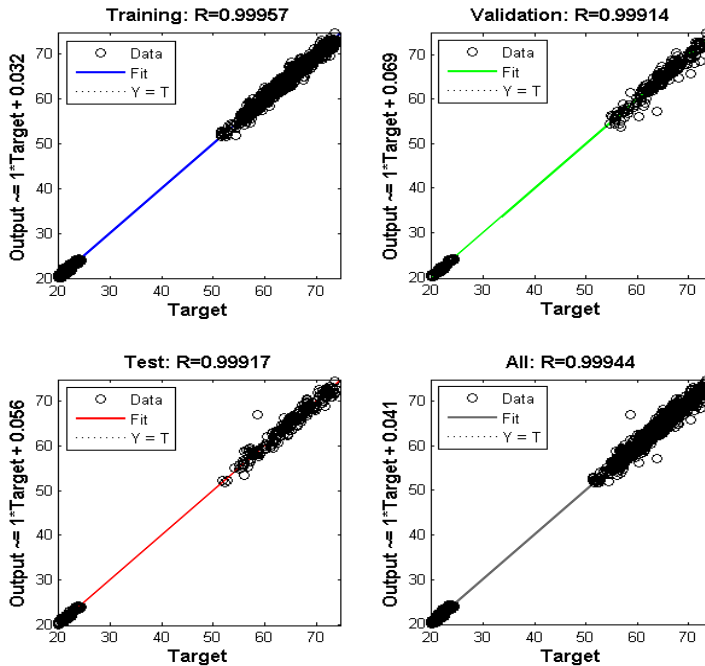 Training: R=0.99957
Output ~= 1*Target + 0.032
Data
Fit
Y = T
70
60
50
40
30
20
20 30 40 50 60 70
Target
Validation: R=0.99914
Output ~= 1*Target + 0.069
Data
Fit
Y = T
70
60
50
40
30
20
20 30 40 50 60 70
Target
Test: R=0.99917
Output ~= 1*Target + 0.056
Data
Fit
Y = T
70
60
50
40
30
20
20 30 40 50 60 70
Target
All: R=0.99944
Output ~= 1*Target + 0.041
Data
Fit
Y = T
70
60
50
40
30
20
20 30 40 50 60 70
Target